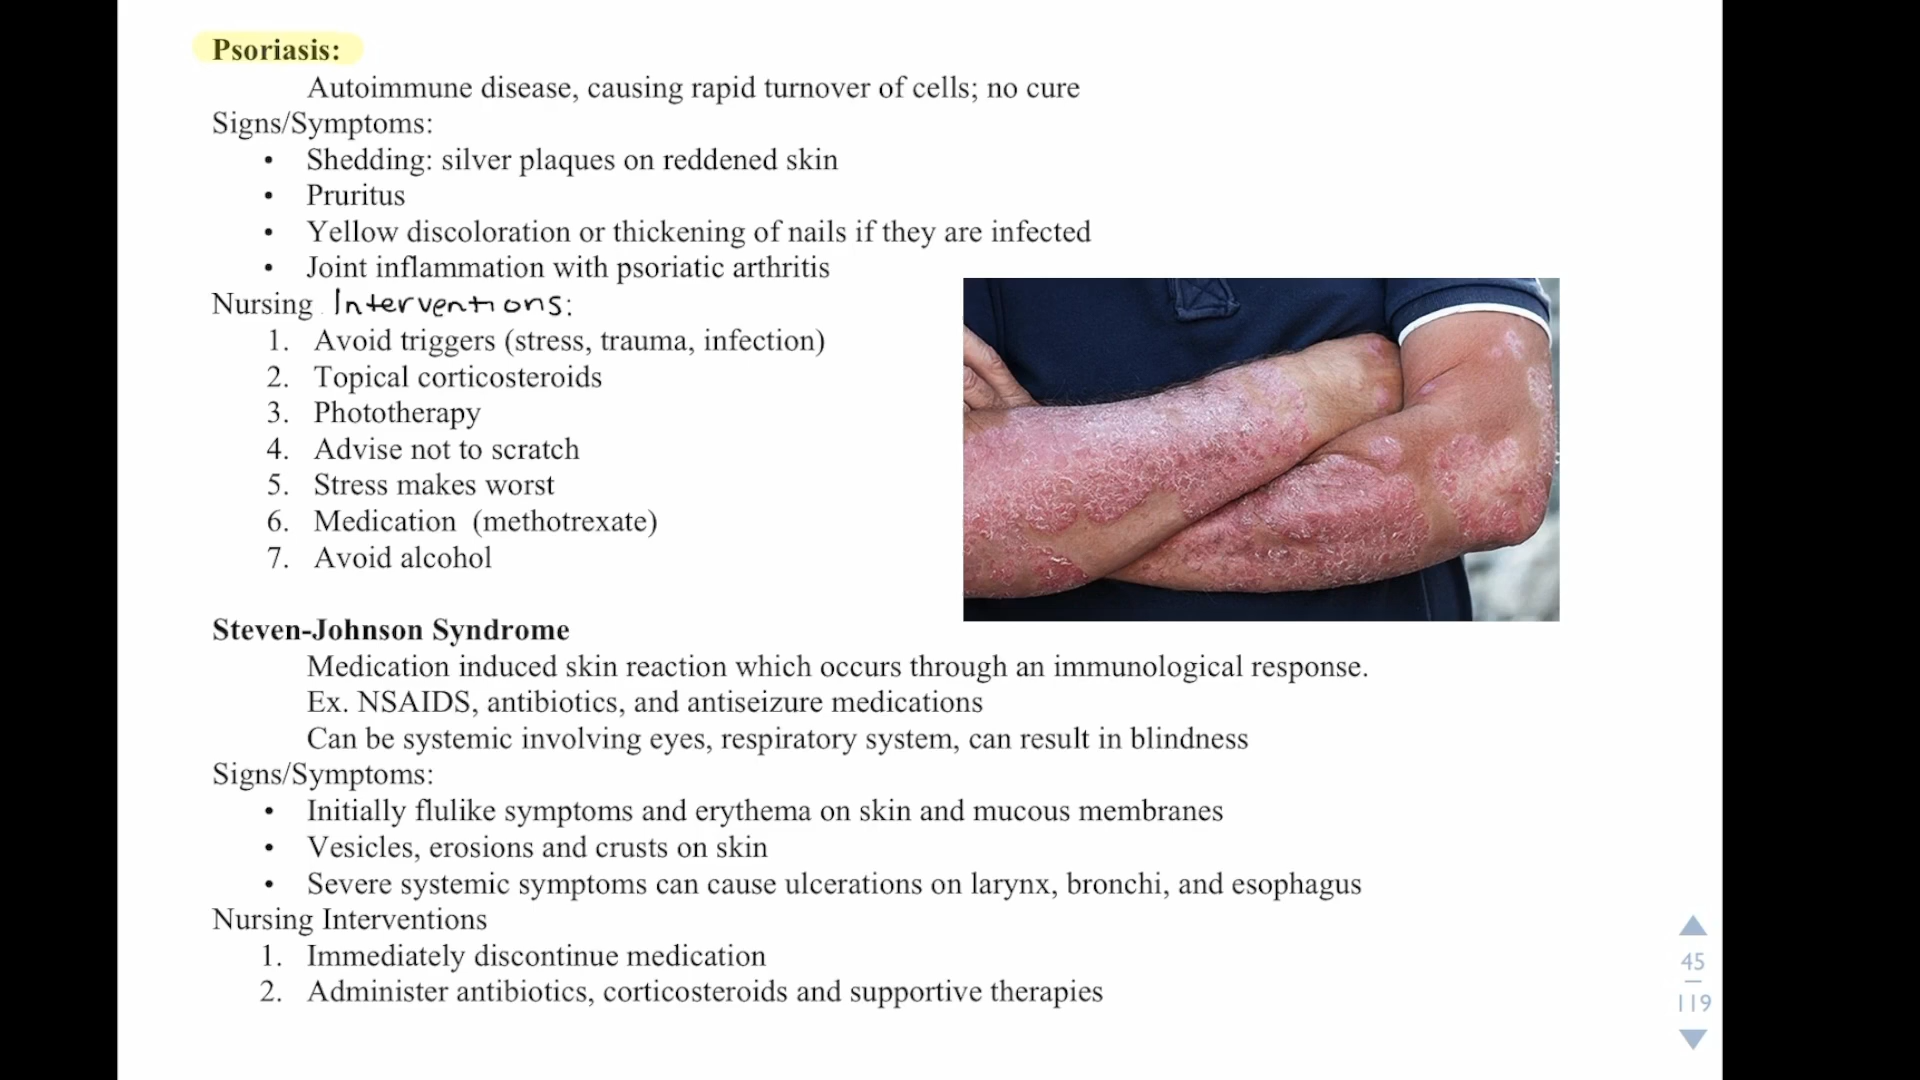 Psoriasis:
Autoimmune disease, causing rapid turnover of cells; no cure
Signs/Symptoms:
• Shedding: silver plaques on reddened skin
• Pruritus
• Yellow discoloration or thickening of nails if they are infected
• Joint inflammation with psoriatic arthritis
Nursing Interventions:
1. Avoid triggers (stress, trauma, infection)
2. Topical corticosteroids
3. Phototherapy
4. Advise not to scratch
5. Stress makes worst
6. Medication (methotrexate)
7. Avoid alcohol
Steven-Johnson Syndrome
Medication induced skin reaction which occurs through an immunological response.
Ex. NSAIDS, antibiotics, and antiseizure medications
Can be systemic involving eyes, respiratory system, can result in blindness
Signs/Symptoms:
• Initially flulike symptoms and erythema on skin and mucous membranes
• Vesicles, erosions and crusts on skin
• Severe systemic symptoms can cause ulcerations on larynx, bronchi, and esophagus
Nursing Interventions
1. Immediately discontinue medication
2. Administer antibiotics, corticosteroids and supportive therapies
45
119